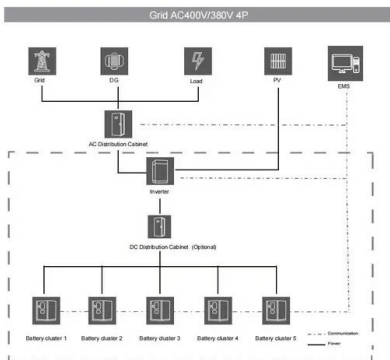 Grid AC400V/380V 4P
Grid
DG
Load
PV
EMS
AC Distribution Cabinet
Inverter
DC Distribution Cabinet (Optional)
Battery cluster 1
Battery cluster 2
Battery cluster 3
Battery cluster 4
Battery cluster 5
Communication
Power